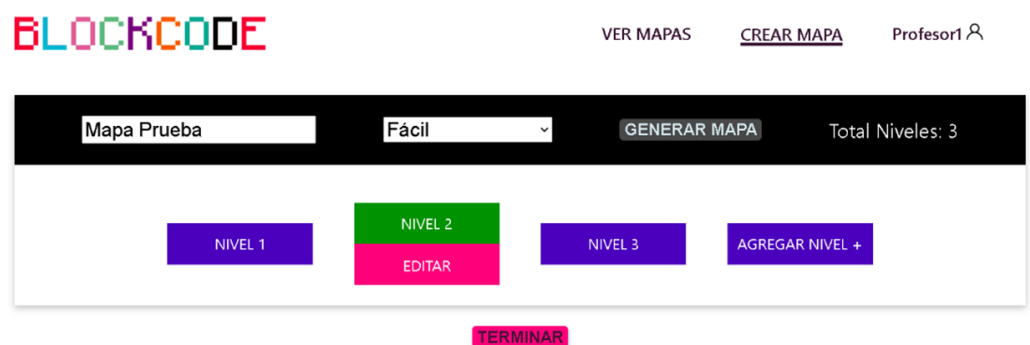 BLOCKCODE
VER MAPAS CREAR MAPA Profesor1
Mapa Prueba Fácil GENERAR MAPA Total Niveles: 3
NIVEL 1 NIVEL 2 NIVEL 3 AGREGAR NIVEL +
EDITAR
TERMINAR